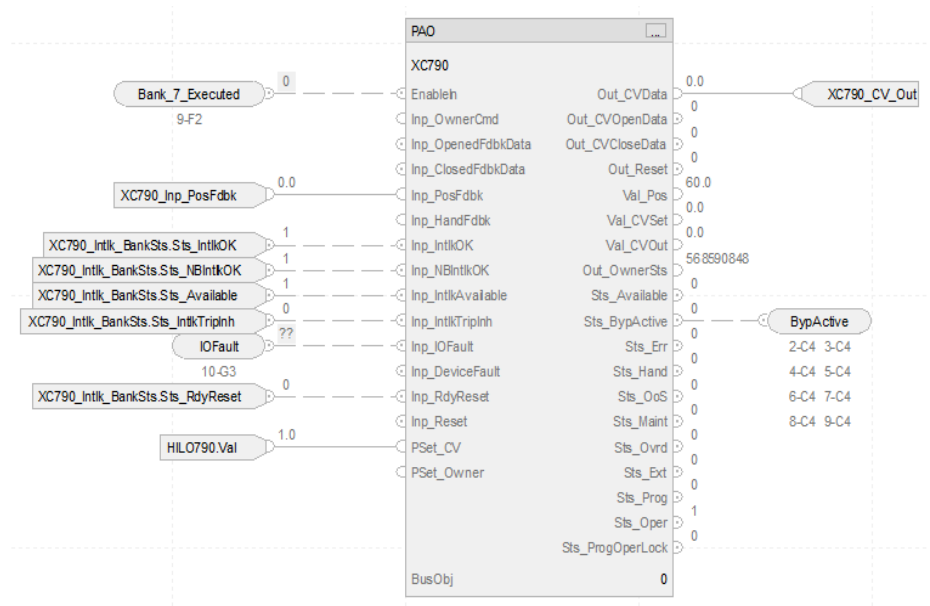 PAO ...
XC790
Bank_7_Executed 0 EnableIn Out_CVData 0.0 XC790_CV_Out
9-F2
Inp_OwnerCmd Out_CVOpenData 0
Inp_OpenedFdbkData Out_CVCloseData 0
Inp_ClosedFdbkData Out_Reset 0
XC790_Inp_PosFdbk 0.0 Inp_PosFdbk Val_Pos 60.0
Inp_HandFdbk Val_CVSet 0.0
XC790_Intlk_BankSts.Sts_IntlkOK 1 Inp_IntlkOK Val_CVOut 0.0
XC790_Intlk_BankSts.Sts_NBIntlkOK 1 Inp_NBIntlkOK Out_OwnerSts 568590848
XC790_Intlk_BankSts.Sts_Available 1 Inp_IntlkAvailable Sts_Available 0
XC790_Intlk_BankSts.Sts_IntlkTripInh 0 Inp_IntlkTripInh Sts_BypActive 0 BypActive
IOFault ?? Inp_IOFault Sts_Err 0 2-C4 3-C4
10-G3 Inp_DeviceFault Sts_Hand 0 4-C4 5-C4
XC790_Intlk_BankSts.Sts_RdyReset 0 Inp_RdyReset Sts_OoS 0 6-C4 7-C4
Inp_Reset Sts_Maint 0 8-C4 9-C4
HILO790.Val 1.0 PSet_CV Sts_Ovrd 0
PSet_Owner Sts_Ext 0
Sts_Prog 0
Sts_Oper 1
Sts_ProgOperLock 0
BusObj 0